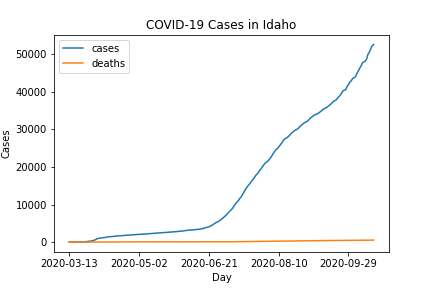 COVID-19 Cases in Idaho
cases
deaths
50000
40000
30000
20000
10000
0
Cases
2020-03-13 2020-05-02 2020-06-21 2020-08-10 2020-09-29
Day